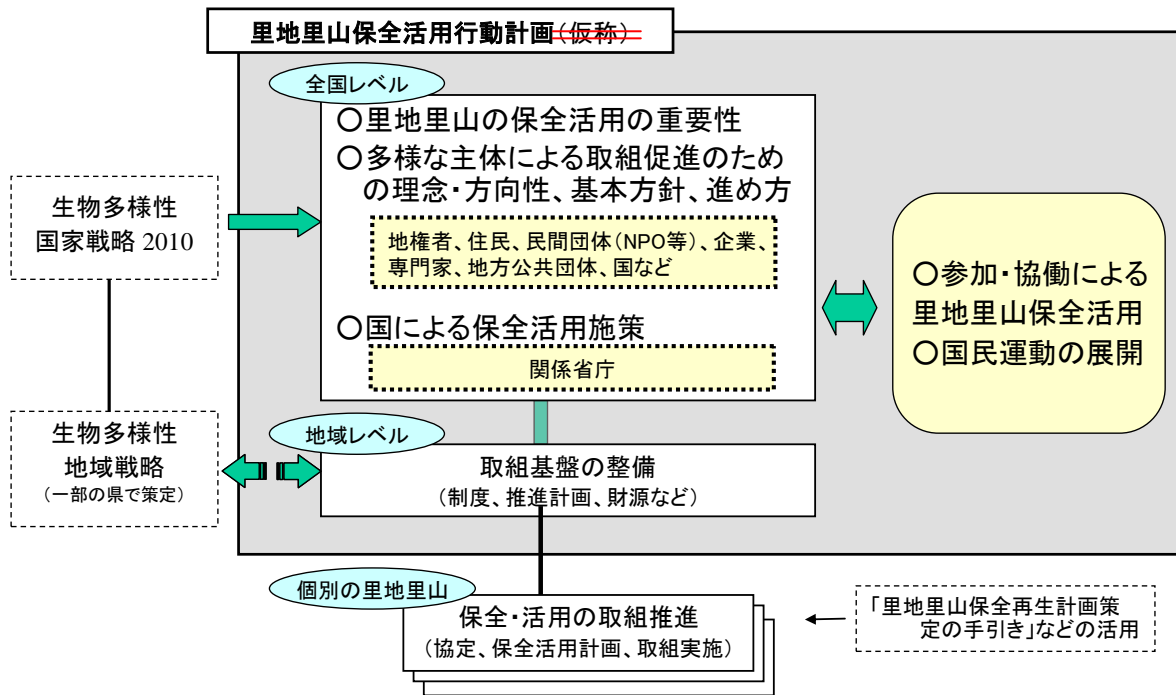 里地里山保全活用行動計画(仮称)
全国レベル
○里地里山の保全活用の重要性
○多様な主体による取組促進のため
の理念・方向性、基本方針、進め方
地権者、住民、民間団体(NPO等)、企業、
専門家、地方公共団体、国など
○国による保全活用施策
関係省庁
生物多様性
国家戦略 2010
○参加・協働による
里地里山保全活用
○国民運動の展開
生物多様性
地域戦略
(一部の県で策定)
地域レベル
取組基盤の整備
(制度、推進計画、財源など)
個別の里地里山
保全・活用の取組推進
(協定、保全活用計画、取組実施)
「里地里山保全再生計画策
定の手引き」などの活用